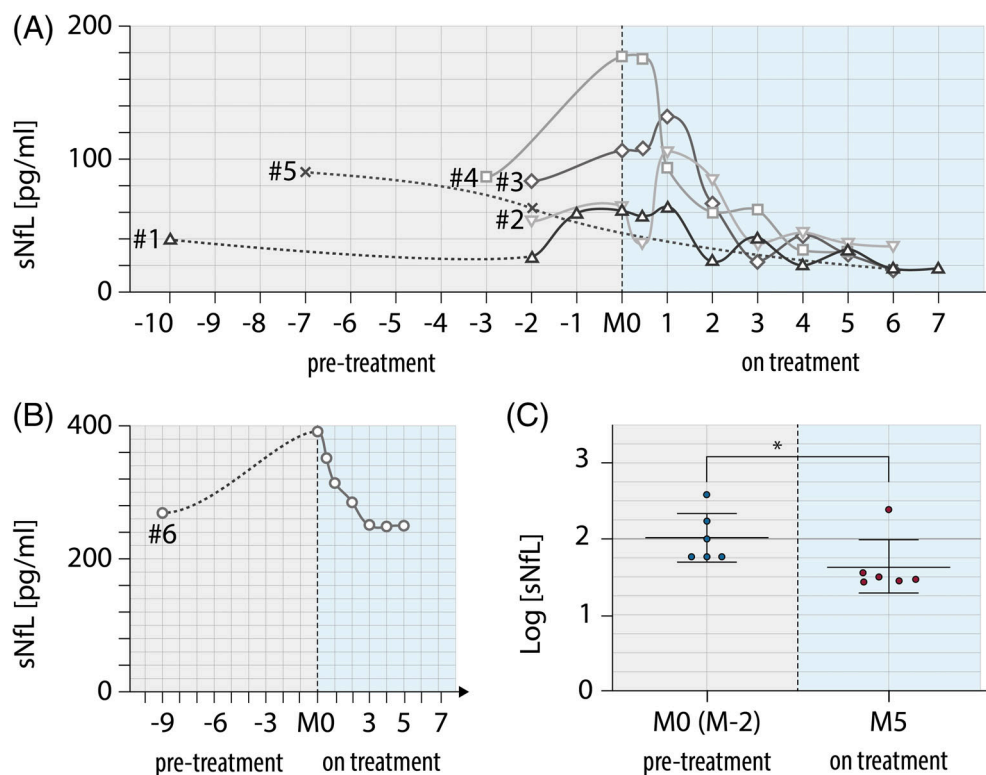 (A)
200
100
0
sNfL [pg/ml]
#5
#4
#3
#2
#1
-10 -9 -8 -7 -6 -5 -4 -3 -2 -1 M0 1 2 3 4 5 6 7
pre-treatment on treatment
(B)
400
200
0
sNfL [pg/ml]
#6
-9 -6 -3 M0 3 5 7
pre-treatment on treatment
(C)
3
2
1
0
Log [sNfL]
*
M0 (M-2) M5
pre-treatment on treatment